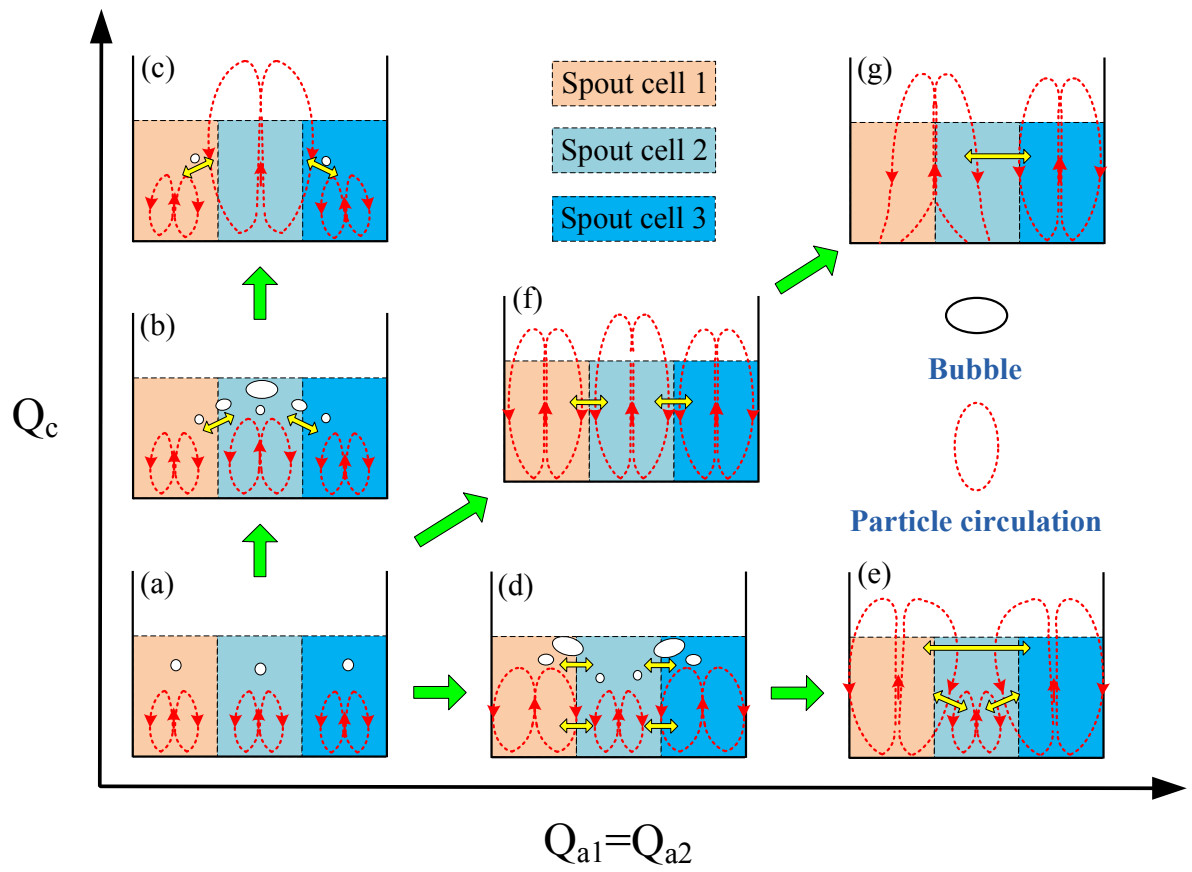 (c)
Spout cell 1
(g)
Spout cell 2
Spout cell 3
(b)
(f)
Bubble
Qc
Particle circulation
(a)
(d)
(e)
Qa1=Qa2